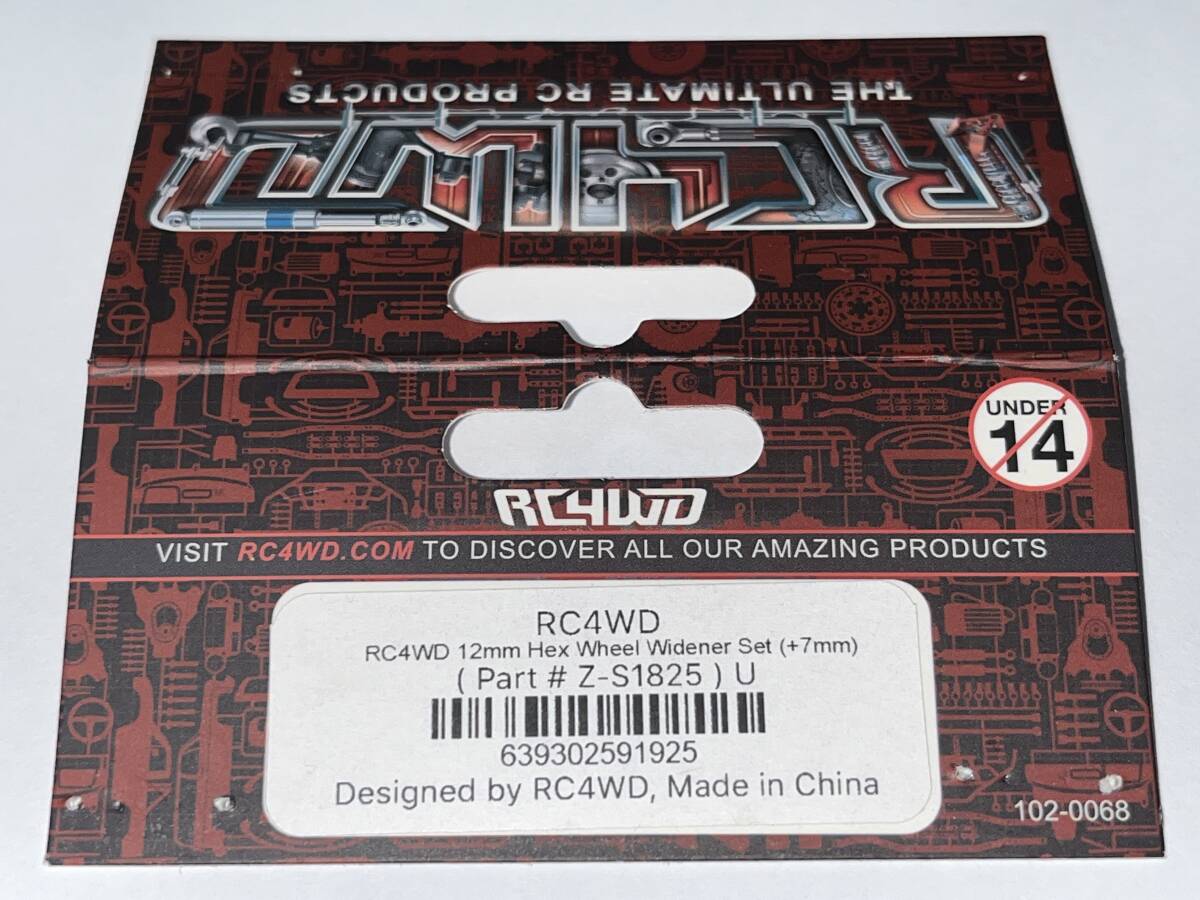 THE ULTIMATE RC PRODUCTS
RC4WD
UNDER
14
RC4WD
VISIT RC4WD.COM TO DISCOVER ALL OUR AMAZING PRODUCTS
RC4WD
RC4WD 12mm Hex Wheel Widener Set (+7mm)
( Part # Z-S1825 ) U
639302591925
Designed by RC4WD, Made in China
102-0068